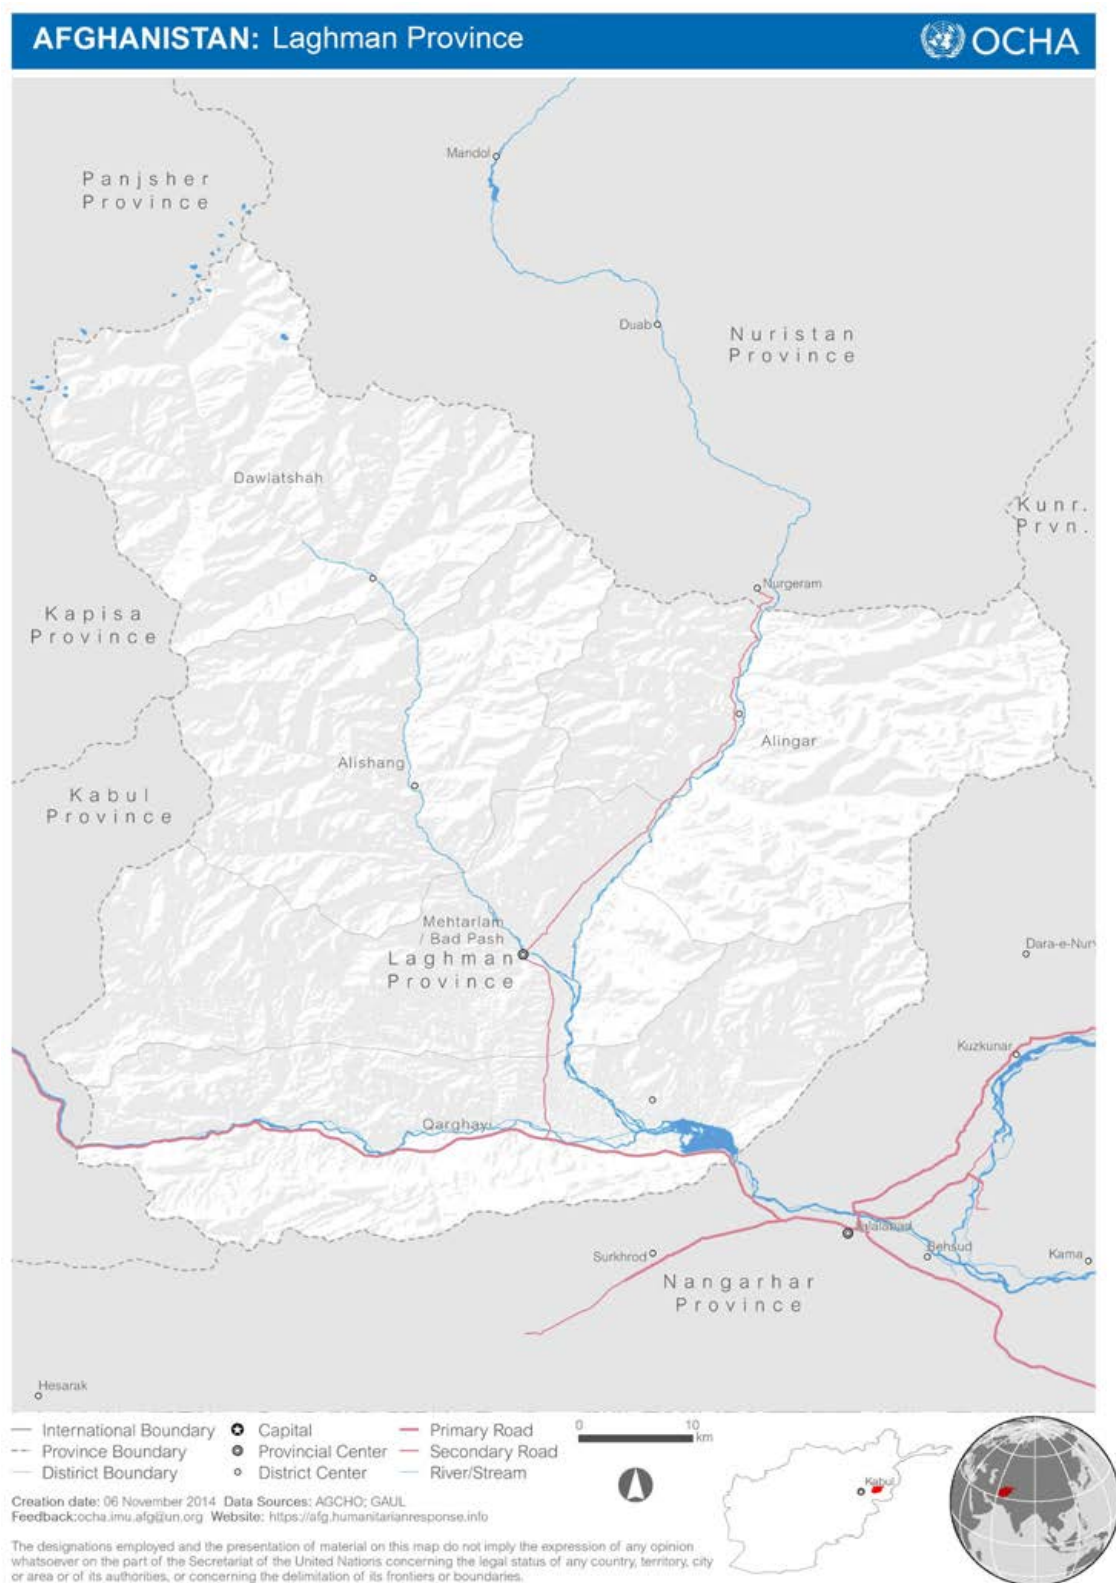 AFGHANISTAN: Laghman Province
OCHA
Mandol
Panjsher
Province
Duab
Nuristan
Province
Dawlatshah
Kunr.
Prvn.
Nurgeram
Kapisa
Province
Alingar
Alishang
Kabul
Province
Mehtarlam
/ Bad Pash
Laghman
Province
Dara-e-Nur
Kuzkunar
Qarghayi
Jalalabad
Behsud
Surkhrod
Kama
Nangarhar
Province
Hesarak
International Boundary
Province Boundary
Distirict Boundary
Capital
Provincial Center
District Center
Primary Road
Secondary Road
River/Stream
0 10
km
Kabul
Creation date: 06 November 2014 Data Sources: AGCHO; GAUL
Feedback:ocha.imu.afg@un.org Website: https://afg.humanitarianresponse.info
The designations employed and the presentation of material on this map do not imply the expression of any opinion
whatsoever on the part of the Secretariat of the United Nations concerning the legal status of any country, territory, city
or area or of its authorities, or concerning the delimitation of its frontiers or boundaries.